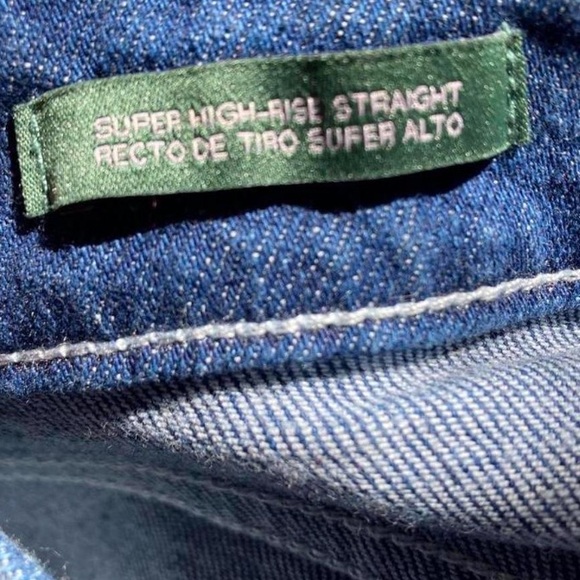 SUPER HIGH-RISE STRAIGHT
RECTO DE TIRO SUPER ALTO